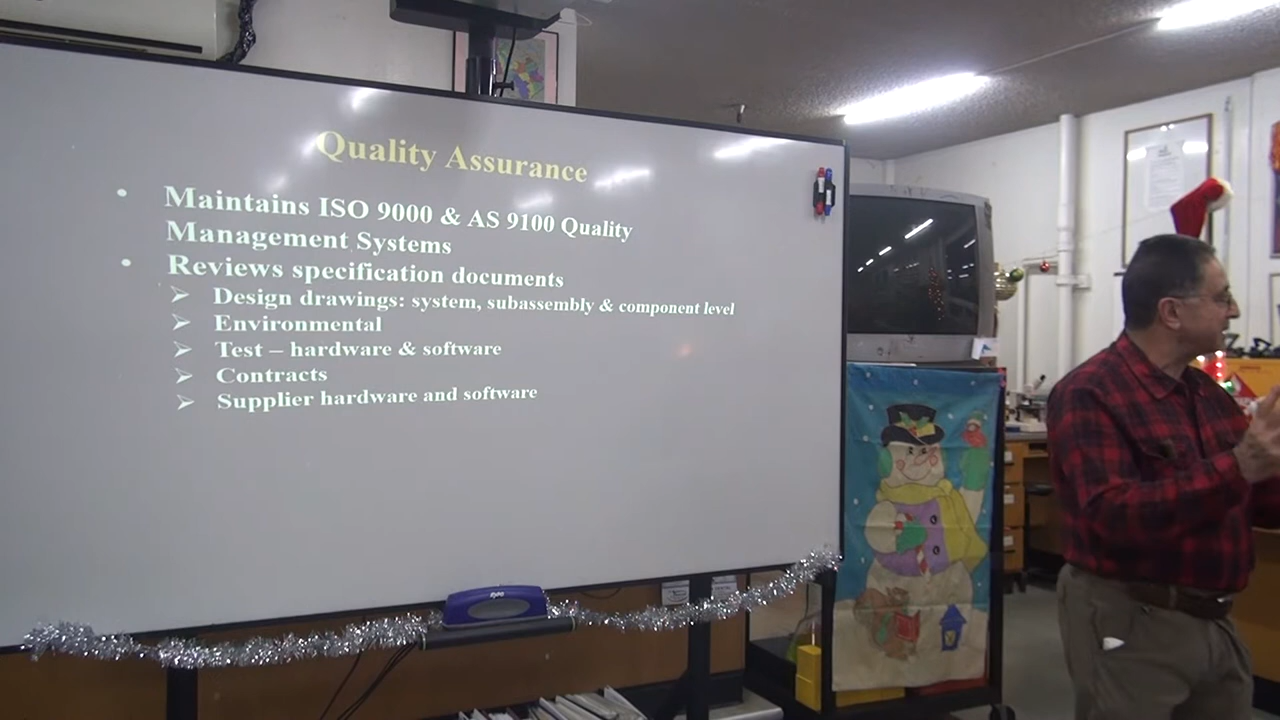 Quality Assurance
• Maintains ISO 9000 & AS 9100 Quality
Management Systems
• Reviews specification documents
➢ Design drawings: system, subassembly & component level
➢ Environmental
➢ Test – hardware & software
➢ Contracts
➢ Supplier hardware and software
EXPO